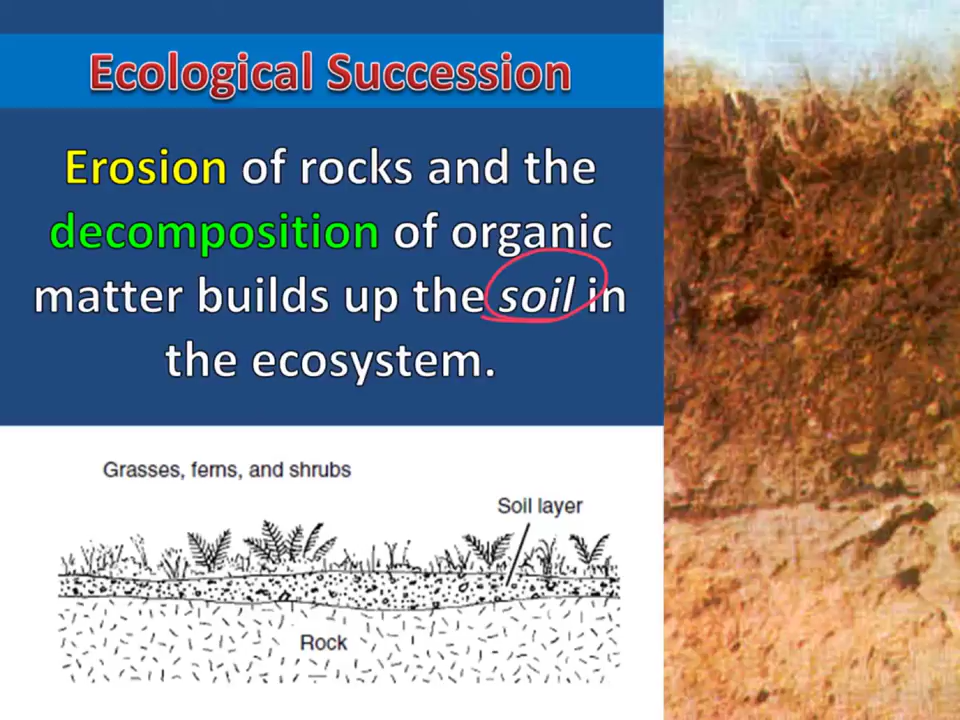 Ecological Succession
Erosion of rocks and the
decomposition of organic
matter builds up the soil in
the ecosystem.
Grasses, ferns, and shrubs
Soil layer
Rock